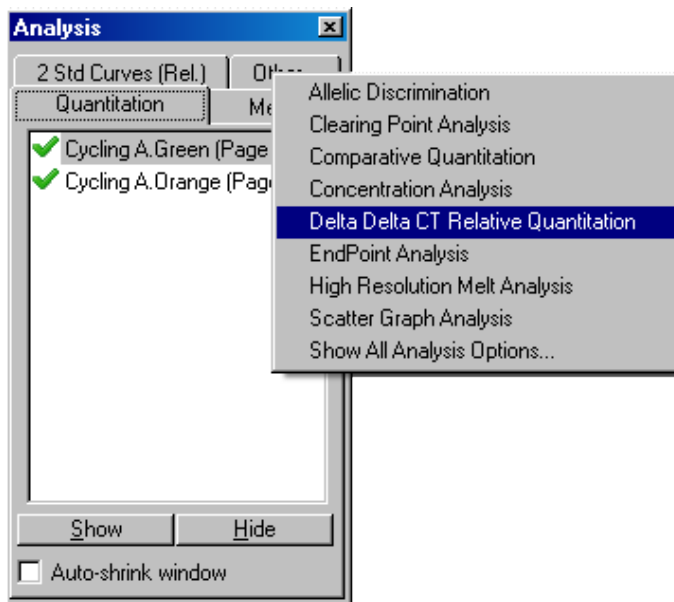 Analysis
2 Std Curves (Rel.)
Quantitation
Cycling A.Green (Page
Cycling A.Orange (Pag
Allelic Discrimination
Clearing Point Analysis
Comparative Quantitation
Concentration Analysis
Delta Delta CT Relative Quantitation
EndPoint Analysis
High Resolution Melt Analysis
Scatter Graph Analysis
Show All Analysis Options...
Show
Hide
Auto-shrink window